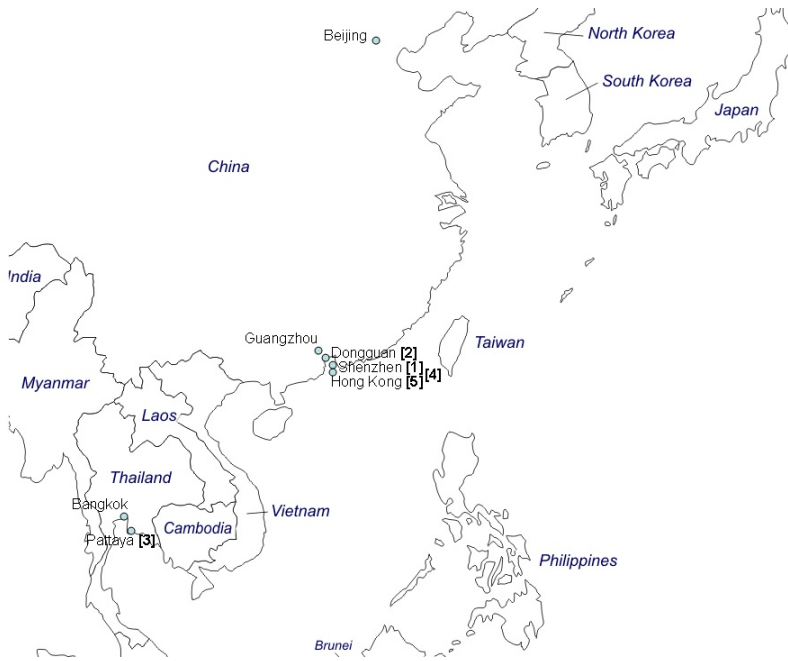 Beijing
North Korea
South Korea
Japan
China
India
Guangzhou
Dongguan [2]
Taiwan
Shenzhen [1]
[4]
Hong Kong [5]
Myanmar
Laos
Thailand
Bangkok
Vietnam
Cambodia
Pattaya [3]
Philippines
Brunei